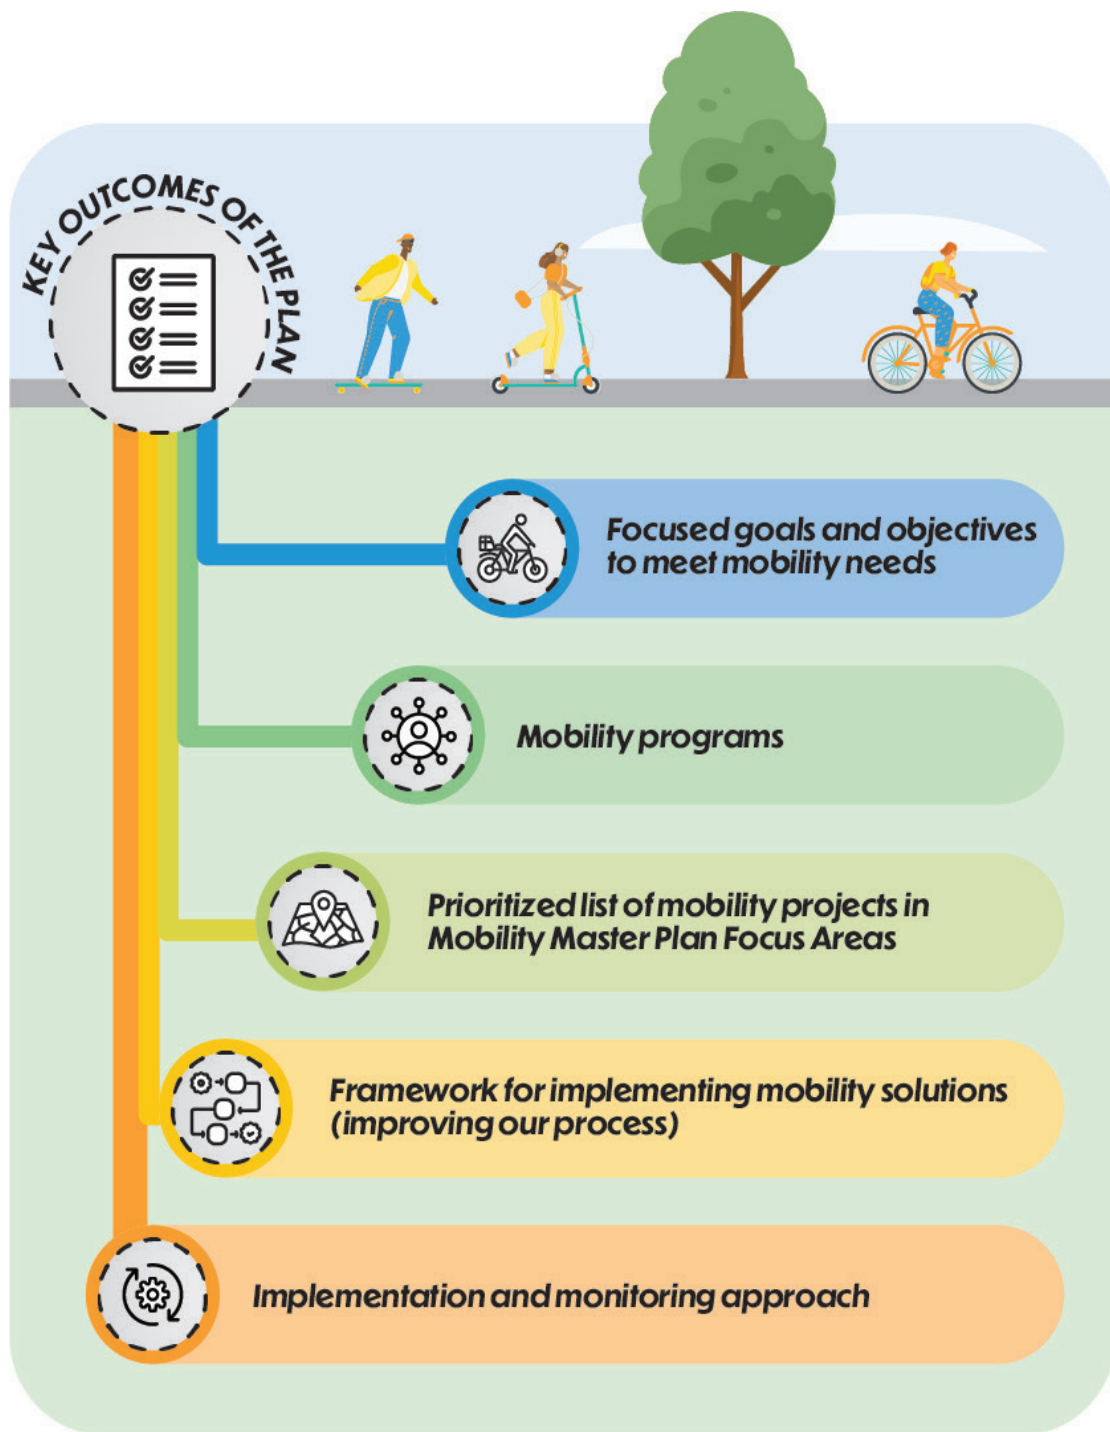 KEY OUTCOMES OF THE PLAN
Focused goals and objectives
to meet mobility needs
Mobility programs
Prioritized list of mobility projects in
Mobility Master Plan Focus Areas
Framework for implementing mobility solutions
(improving our process)
Implementation and monitoring approach